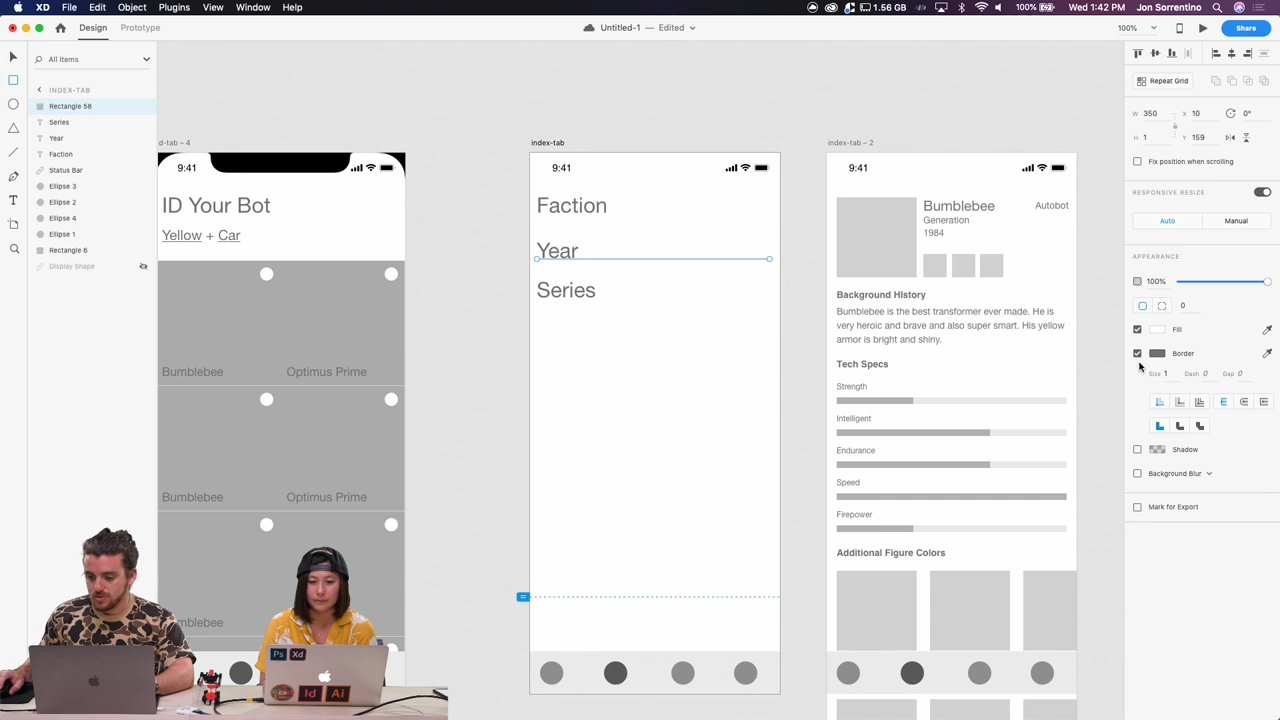 XD File Edit Object Plugins View Window Help
1.56 GB 100% Wed 1:42 PM Jon Sorrentino
Design Prototype
Untitled-1 — Edited
100%
Share
All Items
INDEX-TAB
Rectangle 58
Series
Year
Faction
Status Bar
Ellipse 3
Ellipse 2
Ellipse 4
Ellipse 1
Rectangle 6
Display Shape
d-tab – 4
9:41
ID Your Bot
Yellow + Car
Bumblebee Optimus Prime
Bumblebee Optimus Prime
mblebee
index-tab
9:41
Faction
Year
Series
index-tab – 2
9:41
Bumblebee
Autobot
Generation
1984
Background HIstory
Bumblebee is the best transformer ever made. He is
very heroic and brave and also super smart. His yellow
armor is bright and shiny.
Tech Specs
Strength
Intelligent
Endurance
Speed
Firepower
Additional Figure Colors
Repeat Grid
W 350 X 10 0°
H 1 Y 159
Fix position when scrolling
RESPONSIVE RESIZE
Auto Manual
APPEARANCE
100%
0
Fill
Border
Size 1 Dash 0 Gap 0
Shadow
Background Blur
Mark for Export
Ps Xd
Id Ai